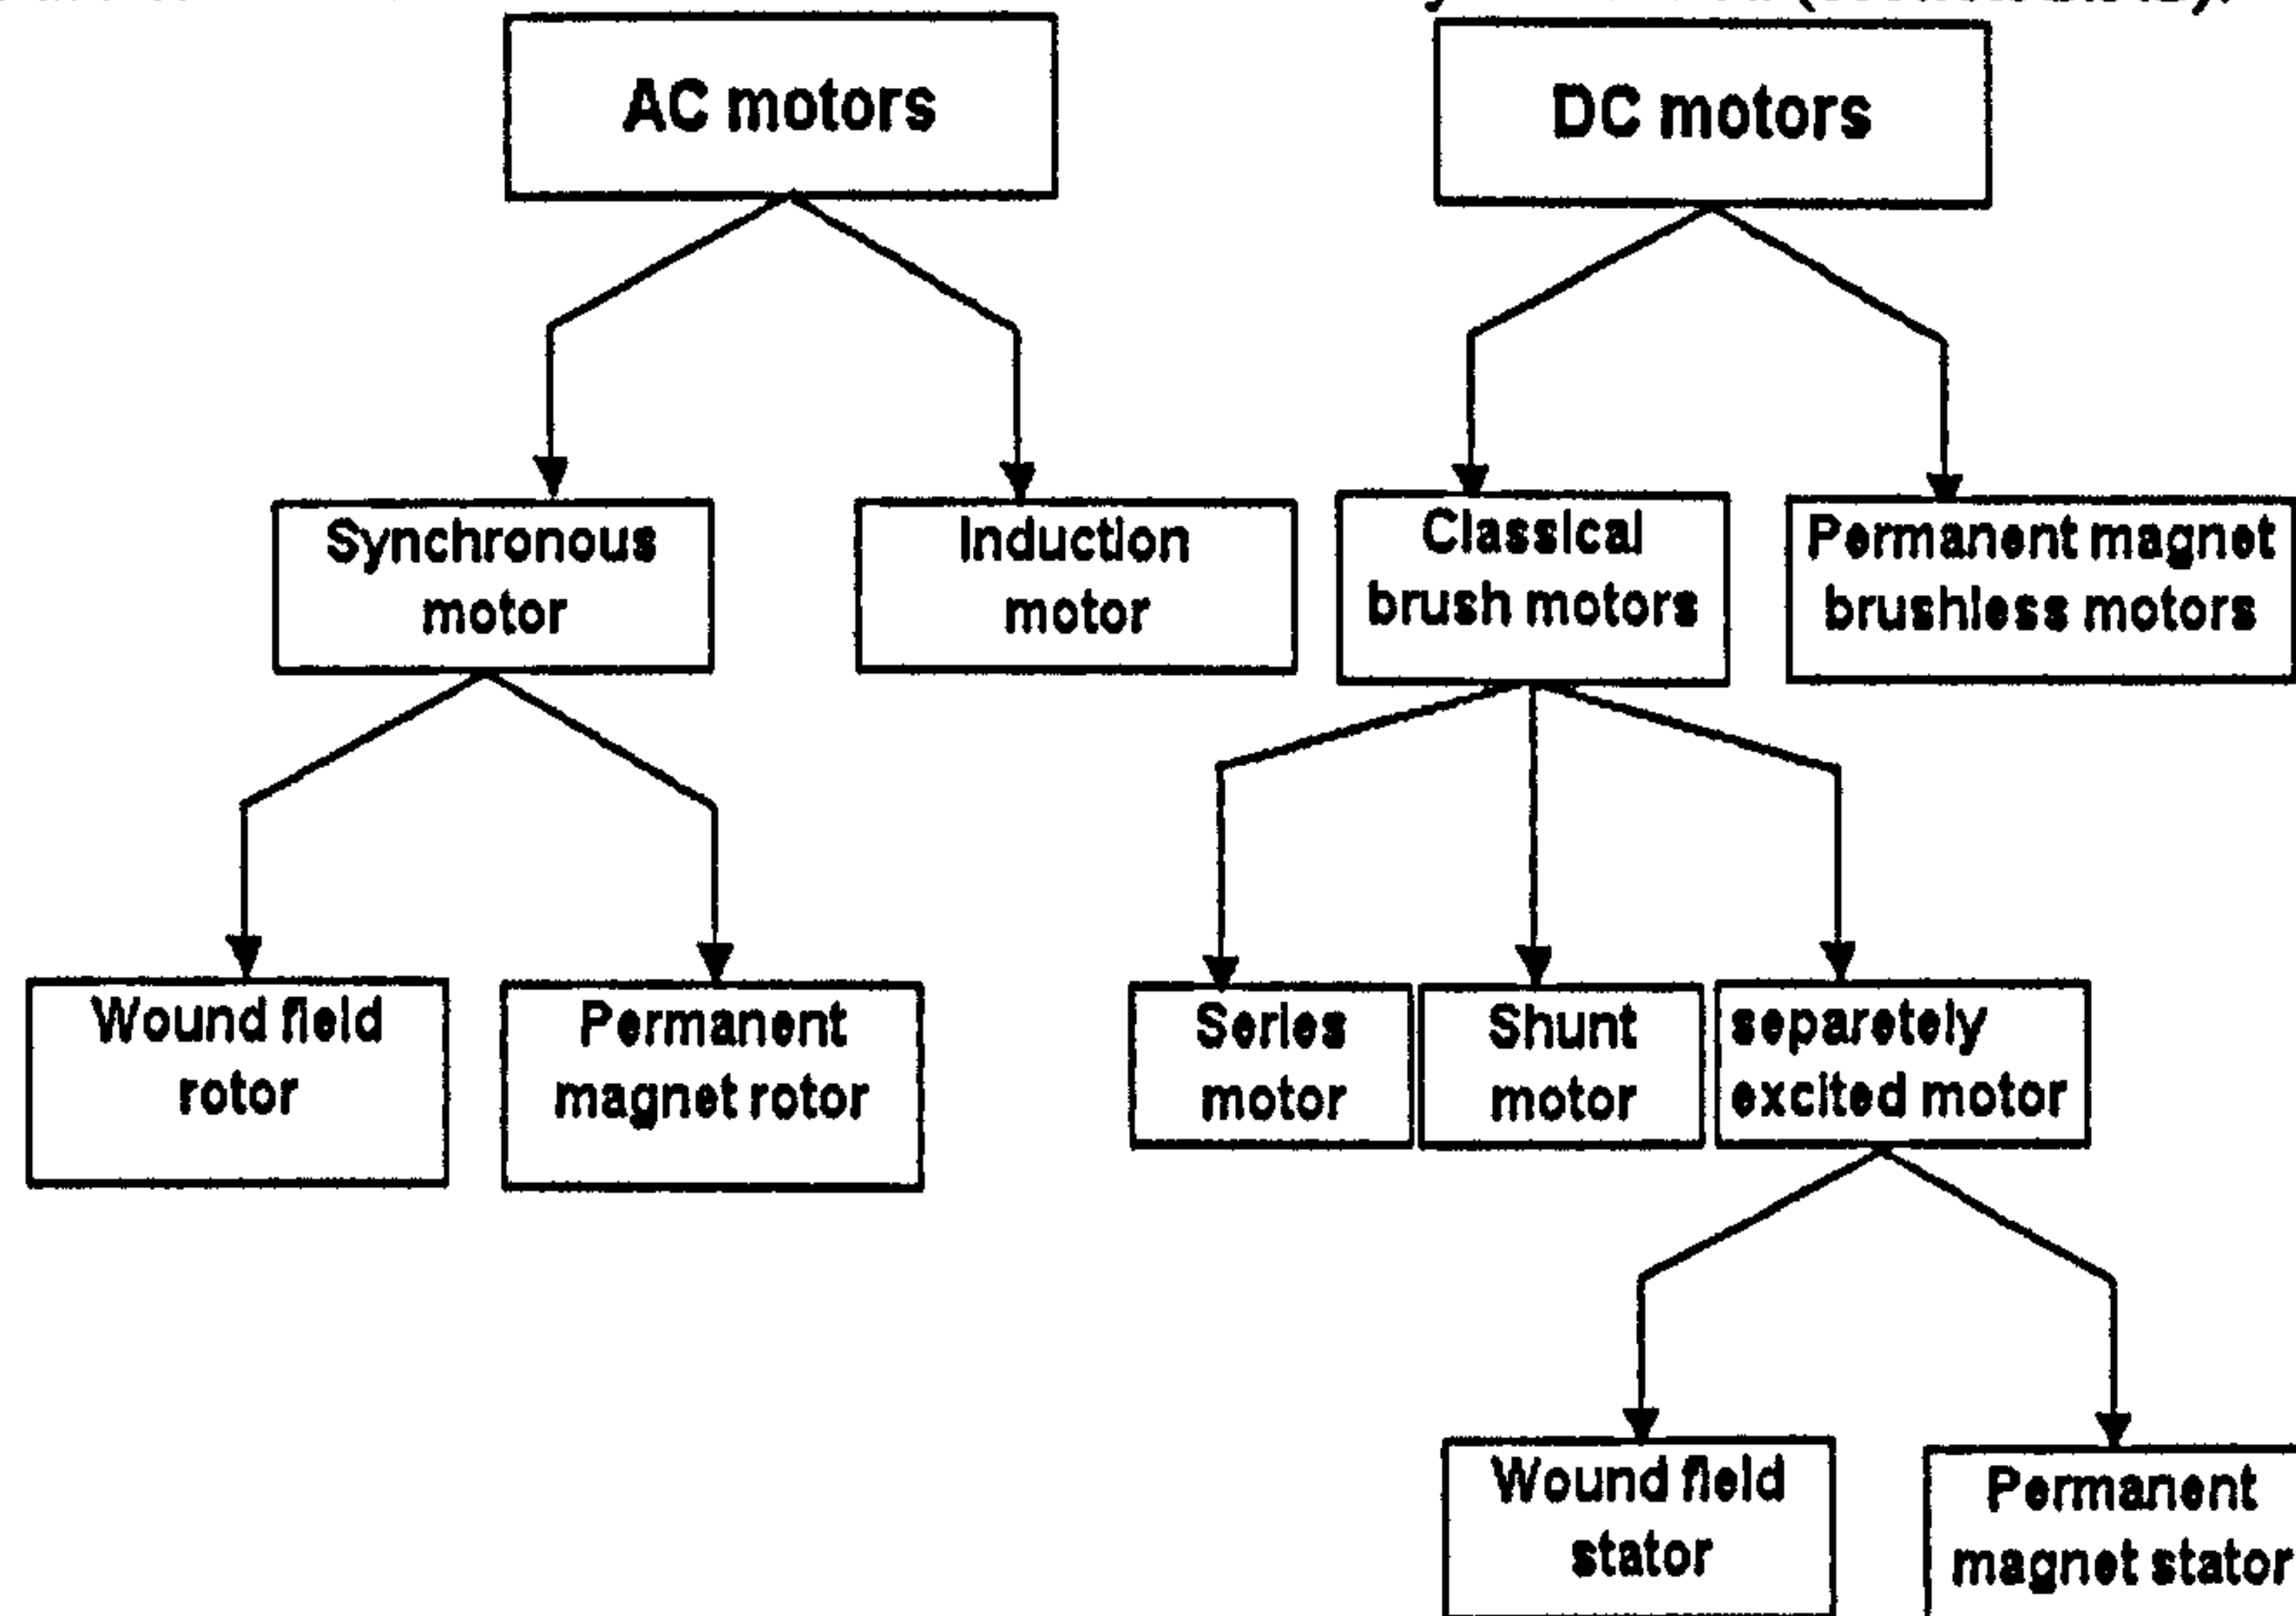 AC motors
DC motors
Synchronous
motor
Induction
motor
Classical
brush motors
Permanent magnet
brushless motors
Wound field
rotor
Permanent
magnet rotor
Series
motor
Shunt
motor
separetely
excited motor
Wound field
stator
Permanent
magnet stator